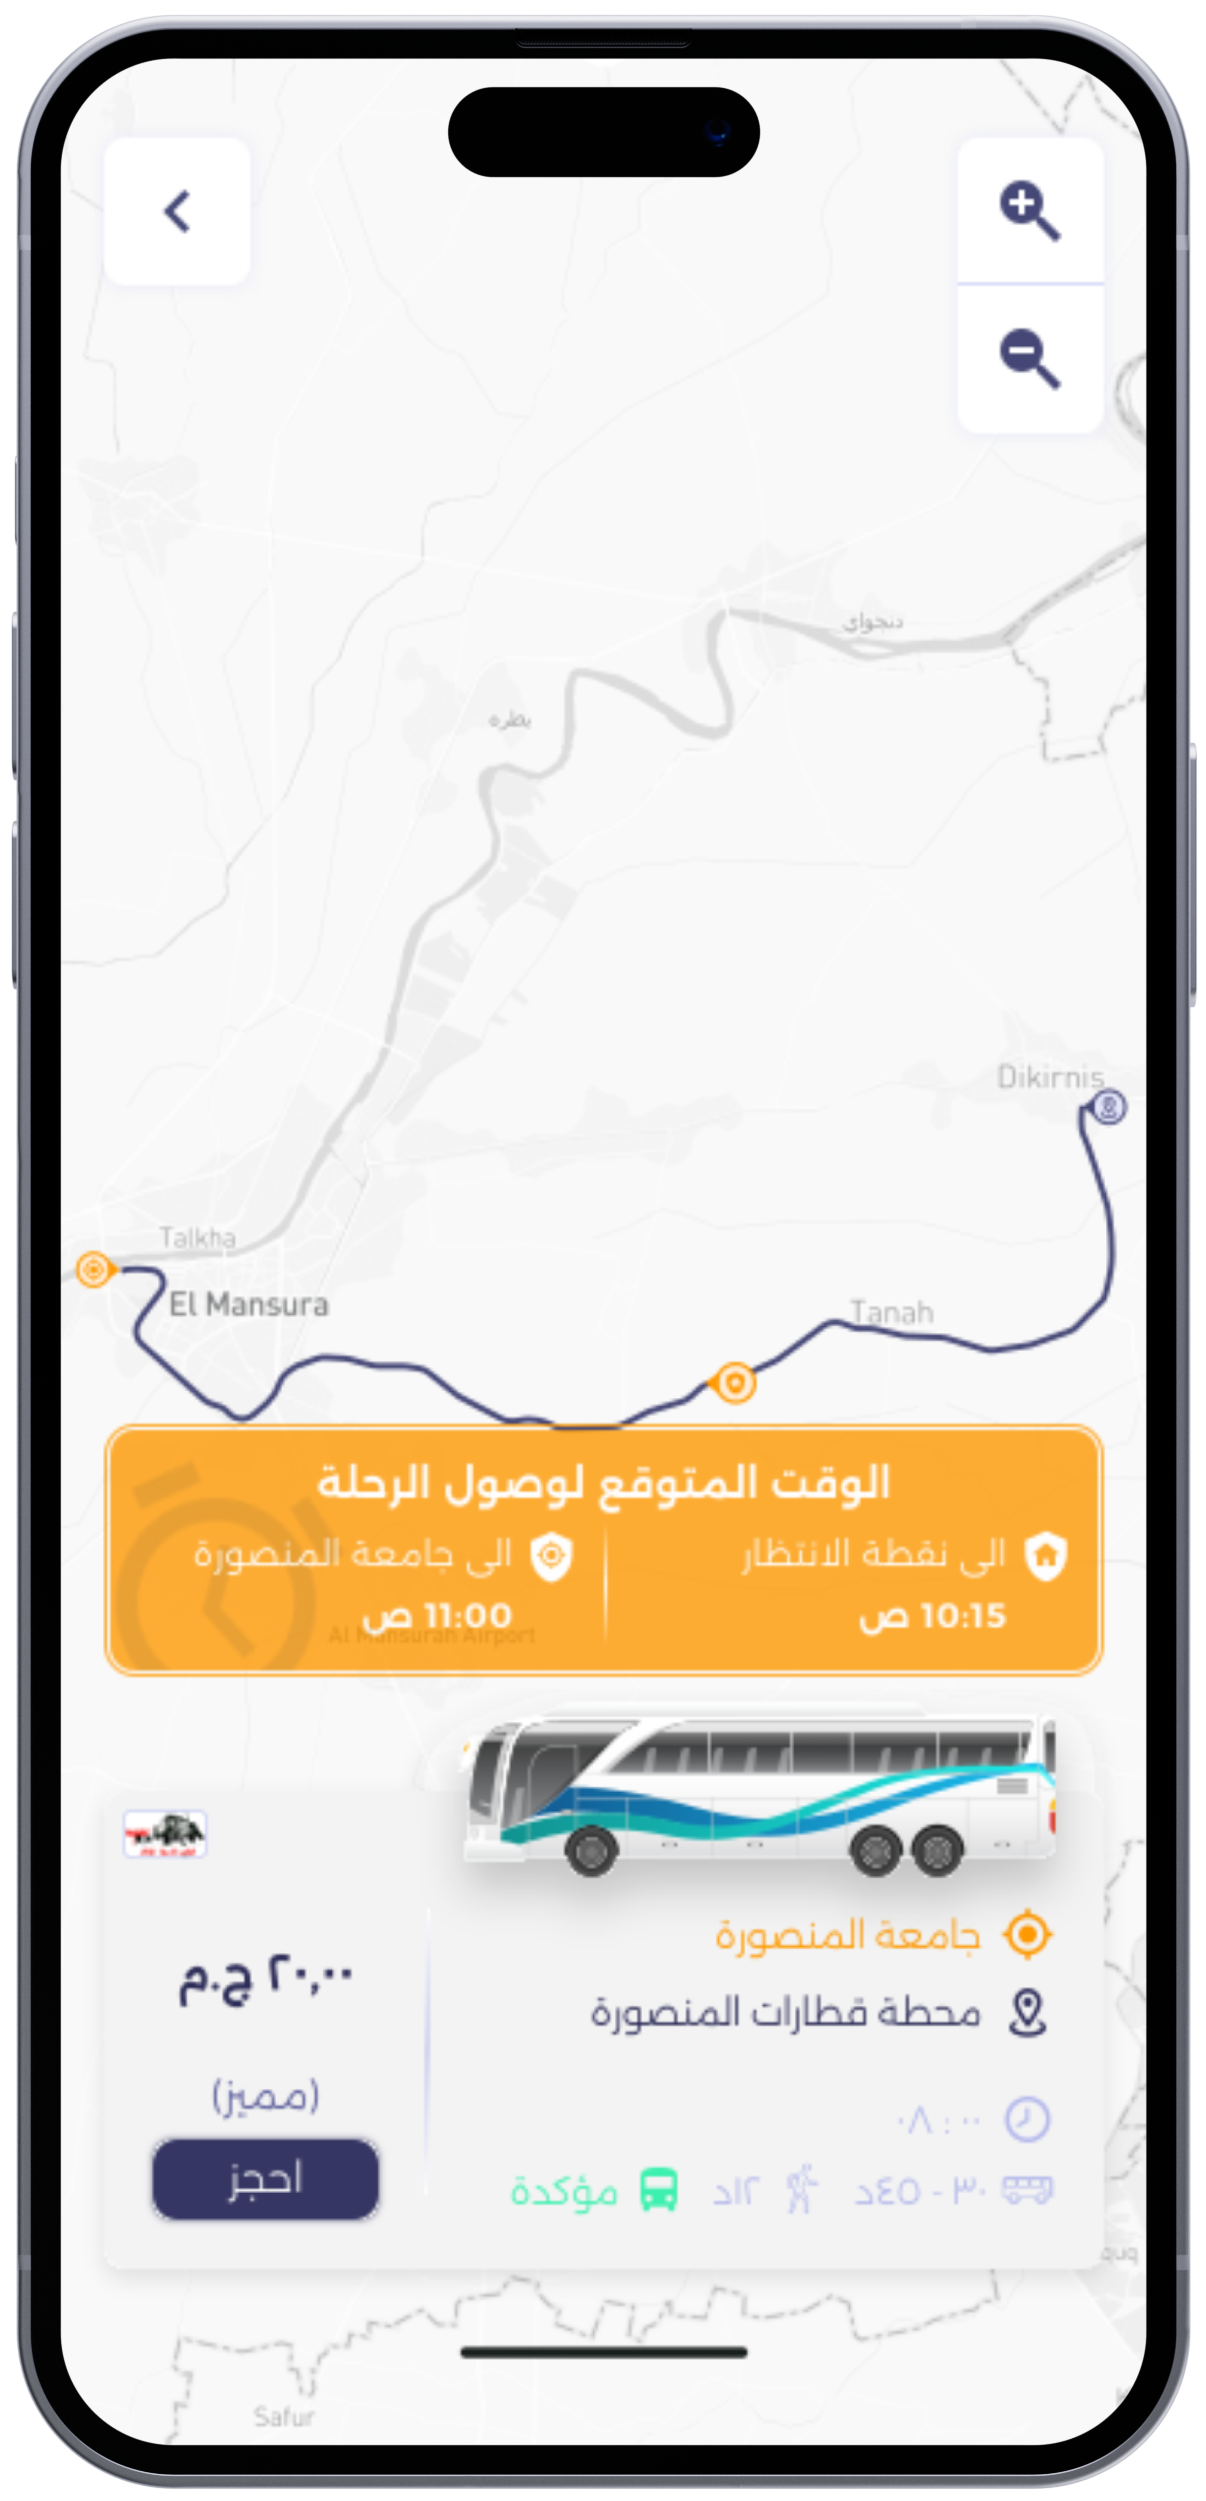 دنجواى
بطره
Dikirnis
Talkha
El Mansura
Tanah
الوقت المتوقع لوصول الرحلة
الى نقطة الانتظار
10:15 ص
الى جامعة المنصورة
11:00 ص
Al Mansurah Airport
جامعة المنصورة
محطة قطارات المنصورة
٠٨ : ٠٠
٣٠ - ٤٥د
١٢د
مؤكدة
٢٠,٠٠ ج.م
(مميز)
احجز
Safur